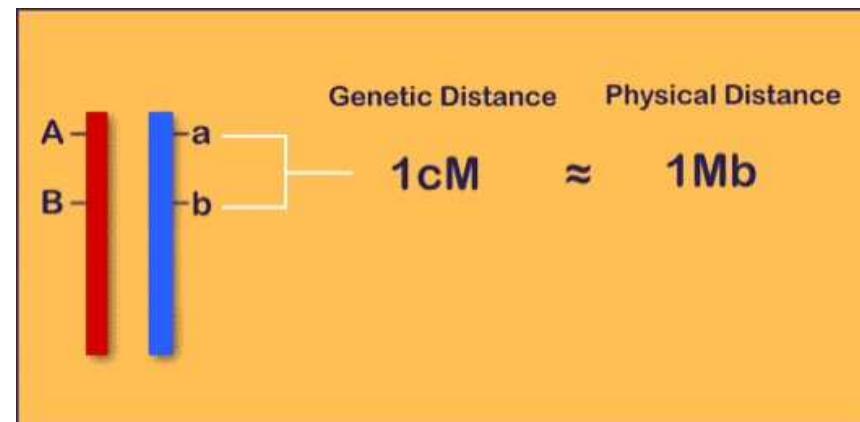 Genetic Distance Physical Distance
A a
1cM ≈ 1Mb
B b